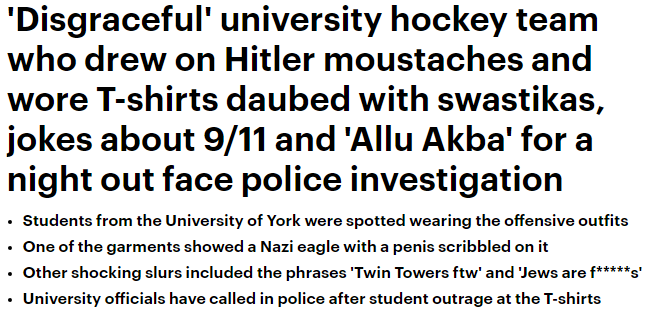 'Disgraceful' university hockey team
who drew on Hitler moustaches and
wore T-shirts daubed with swastikas,
jokes about 9/11 and 'Allu Akba' for a
night out face police investigation
• Students from the University of York were spotted wearing the offensive outfits
• One of the garments showed a Nazi eagle with a penis scribbled on it
• Other shocking slurs included the phrases 'Twin Towers ftw' and 'Jews are f*****s'
• University officials have called in police after student outrage at the T-shirts